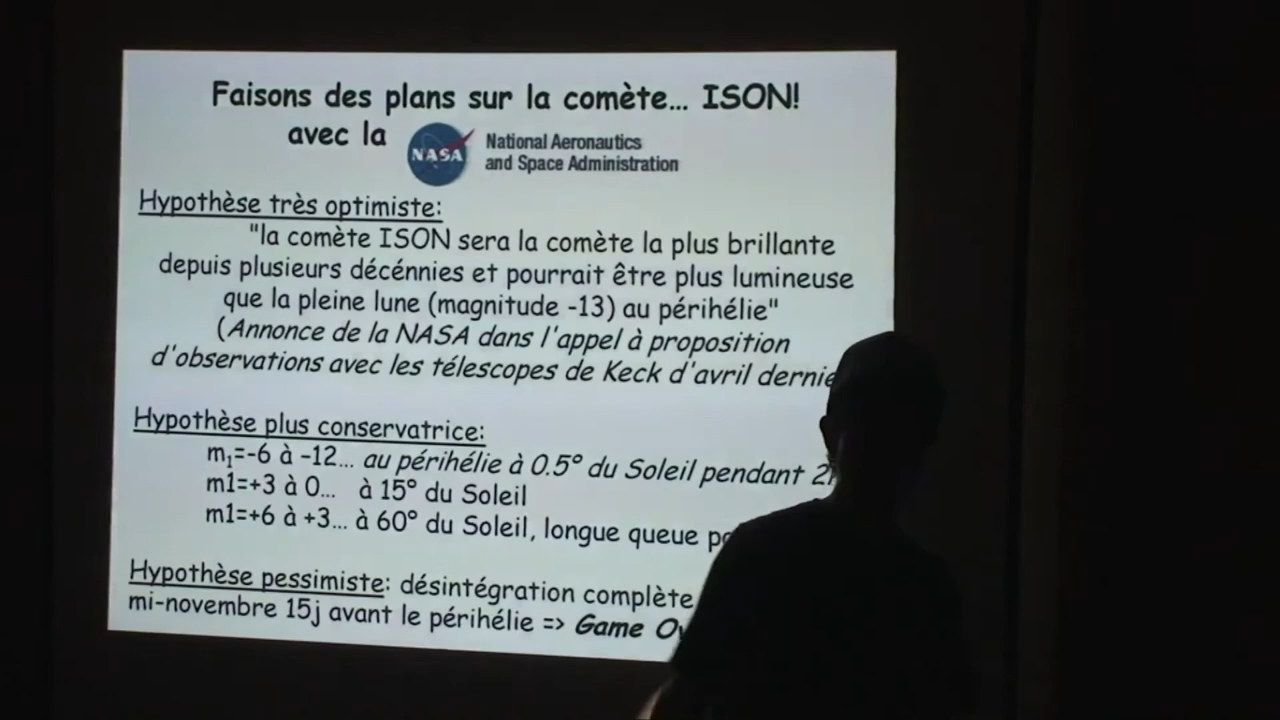 Faisons des plans sur la comète... ISON!
avec la
NASA
National Aeronautics
and Space Administration
Hypothèse très optimiste:
"la comète ISON sera la comète la plus brillante
depuis plusieurs décénnies et pourrait être plus lumineuse
que la pleine lune (magnitude -13) au périhélie"
(Annonce de la NASA dans l'appel à proposition
d'observations avec les télescopes de Keck d'avril
Hypothèse plus conservatrice:
m₁=-6 à -12... au périhélie à 0.5° du Soleil pendant
m1=+3 à 0... à 15° du Soleil
m1=+6 à +3... à 60° du Soleil, longue queue
Hypothèse pessimiste: désintégration complète
mi-novembre 15j avant le périhélie => Game